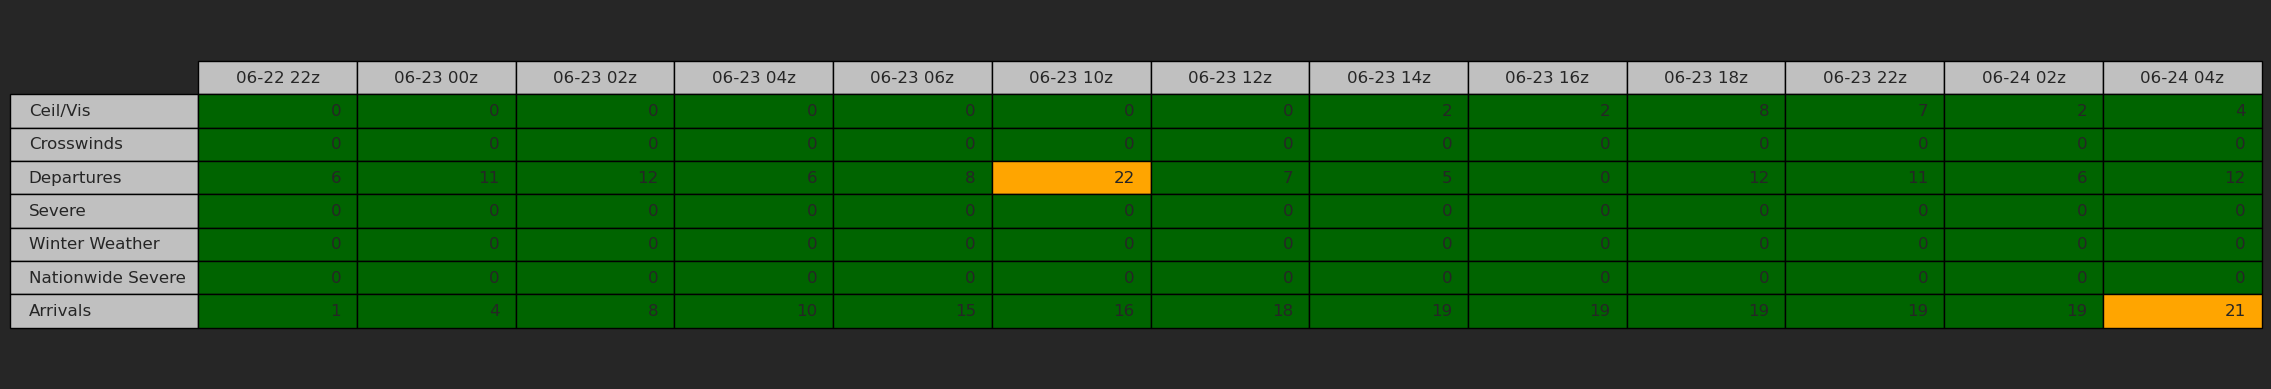 06-22 22z 06-23 00z 06-23 02z 06-23 04z 06-23 06z 06-23 10z 06-23 12z 06-23 14z 06-23 16z 06-23 18z 06-23 22z 06-24 02z 06-24 04z
Ceil/Vis 0 0 0 0 0 0 0 2 2 8 7 2 4
Crosswinds 0 0 0 0 0 0 0 0 0 0 0 0 0
Departures 6 11 12 6 8 22 7 5 0 12 11 6 12
Severe 0 0 0 0 0 0 0 0 0 0 0 0 0
Winter Weather 0 0 0 0 0 0 0 0 0 0 0 0 0
Nationwide Severe 0 0 0 0 0 0 0 0 0 0 0 0 0
Arrivals 1 4 8 10 15 16 18 19 19 19 19 19 21